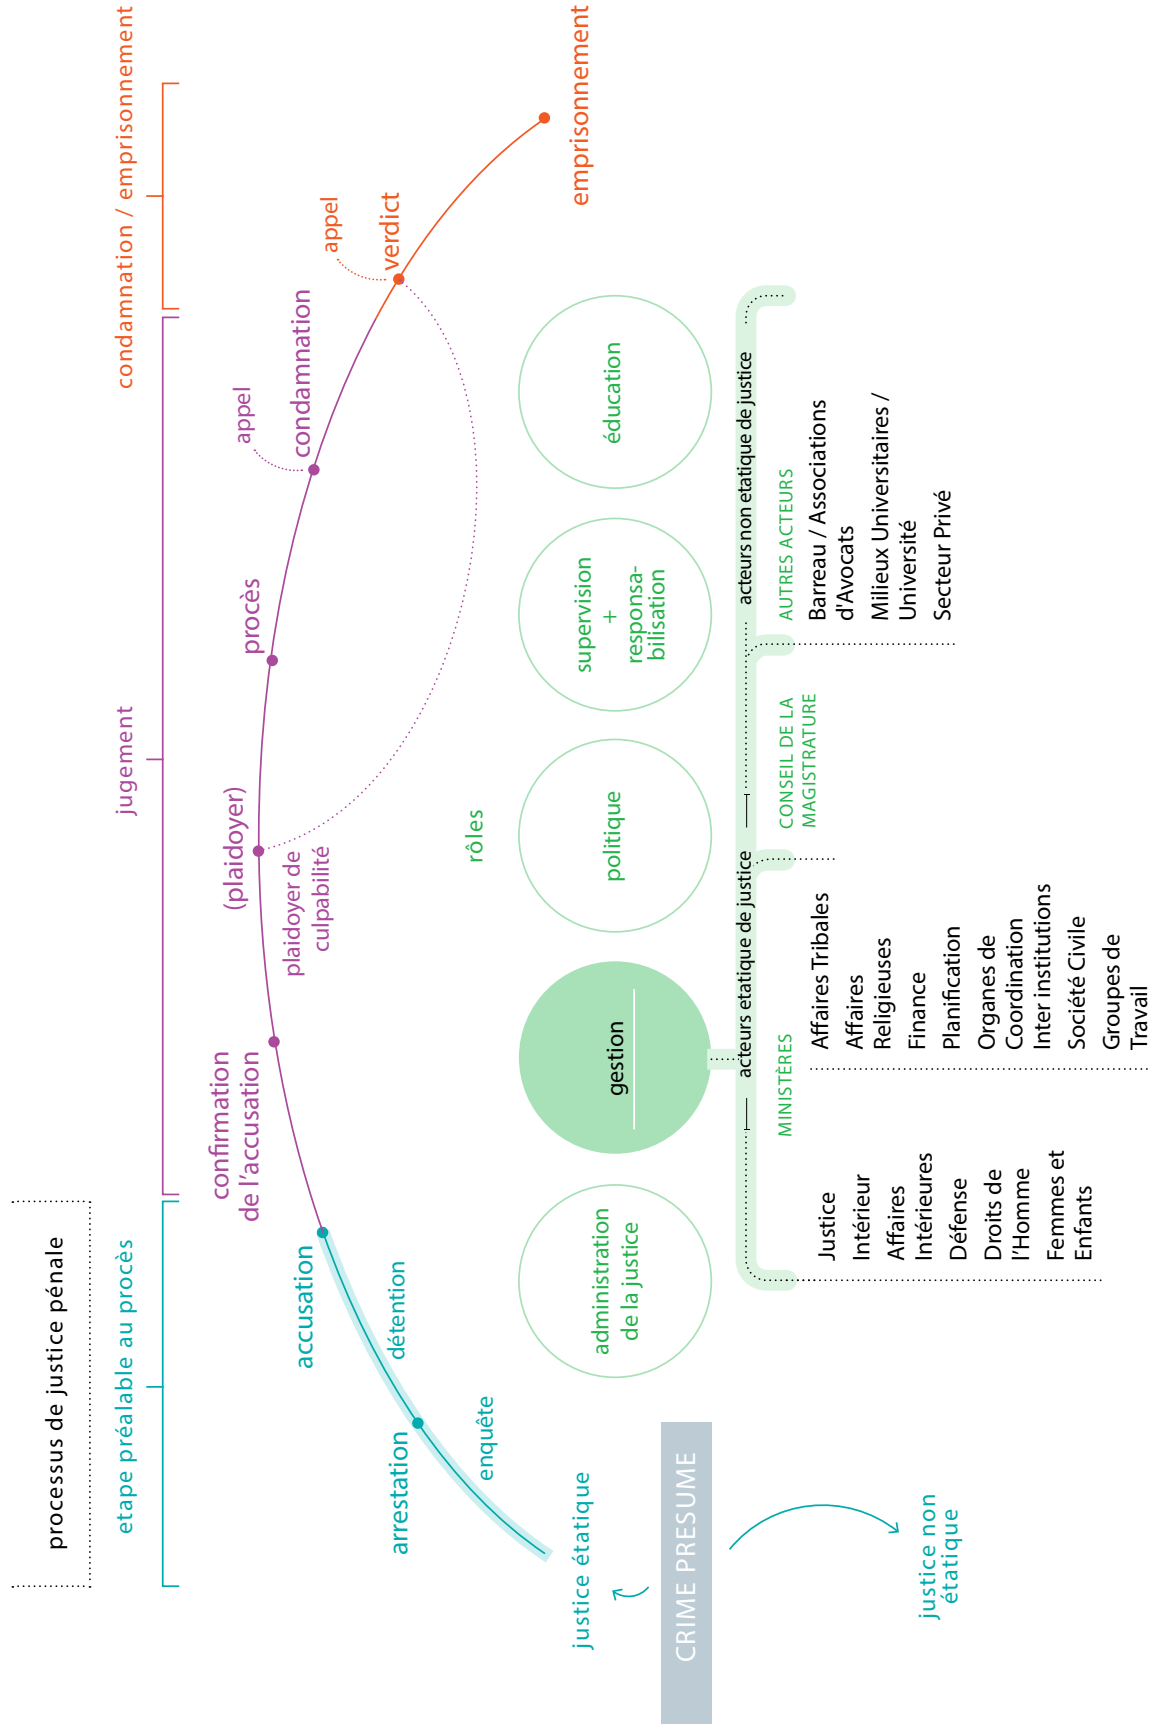 processus de justice pénale
etape préalable au procès
jugement
condamnation / emprisonnement
justice étatique
enquête
arrestation
détention
accusation
confirmation
de l'accusation
(plaidoyer)
plaidoyer de
culpabilité
procès
appel
condamnation
appel
verdict
emprisonnement
CRIME PRESUME
justice non
étatique
rôles
administration
de la justice
gestion
politique
supervision
+
responsa-
bilisation
éducation
acteurs etatique de justice
acteurs non etatique de justice
MINISTÈRES
Justice
Intérieur
Affaires
Intérieures
Défense
Droits de
l'Homme
Femmes et
Enfants
Affaires Tribales
Affaires
Religieuses
Finance
Planification
Organes de
Coordination
Inter institutions
Société Civile
Groupes de
Travail
CONSEIL DE LA
MAGISTRATURE
AUTRES ACTEURS
Barreau / Associations
d'Avocats
Milieux Universitaires /
Université
Secteur Privé